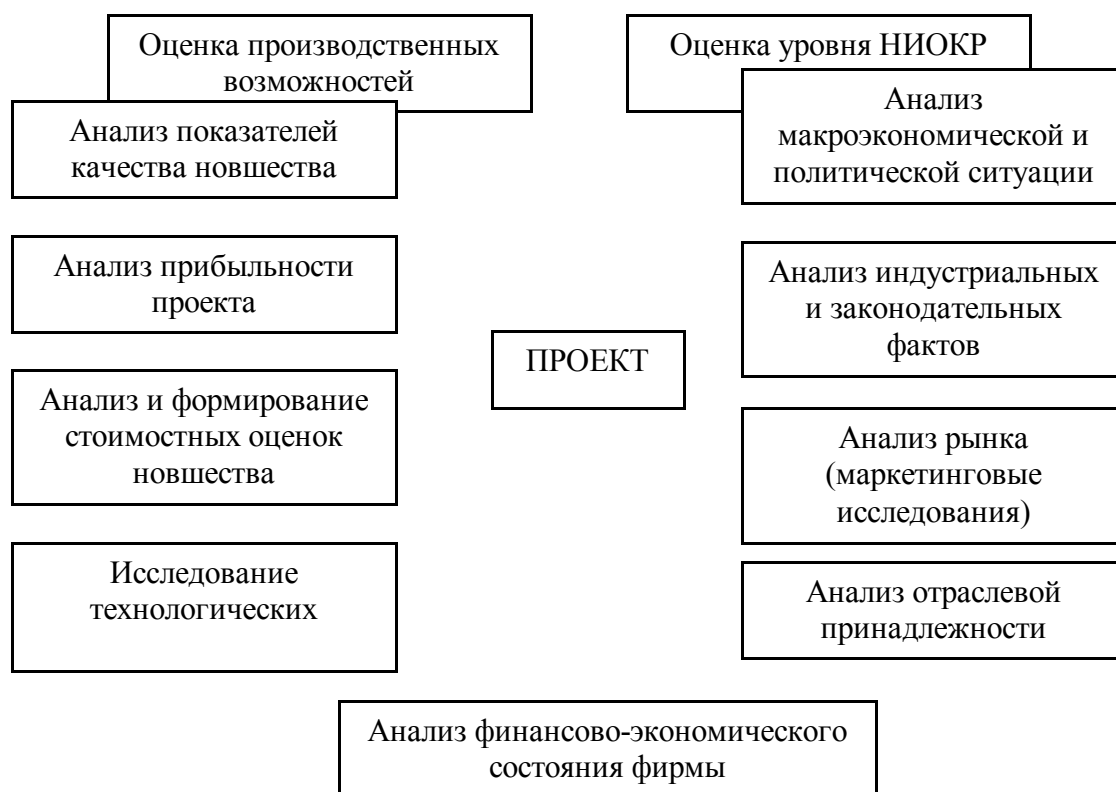 Оценка производственных
возможностей
Оценка уровня НИОКР
Анализ показателей
качества новшества
Анализ
макроэкономической и
политической ситуации
Анализ прибыльности
проекта
Анализ индустриальных
и законодательных
фактов
ПРОЕКТ
Анализ и формирование
стоимостных оценок
новшества
Анализ рынка
(маркетинговые
исследования)
Исследование
технологических
Анализ отраслевой
принадлежности
Анализ финансово-экономического
состояния фирмы